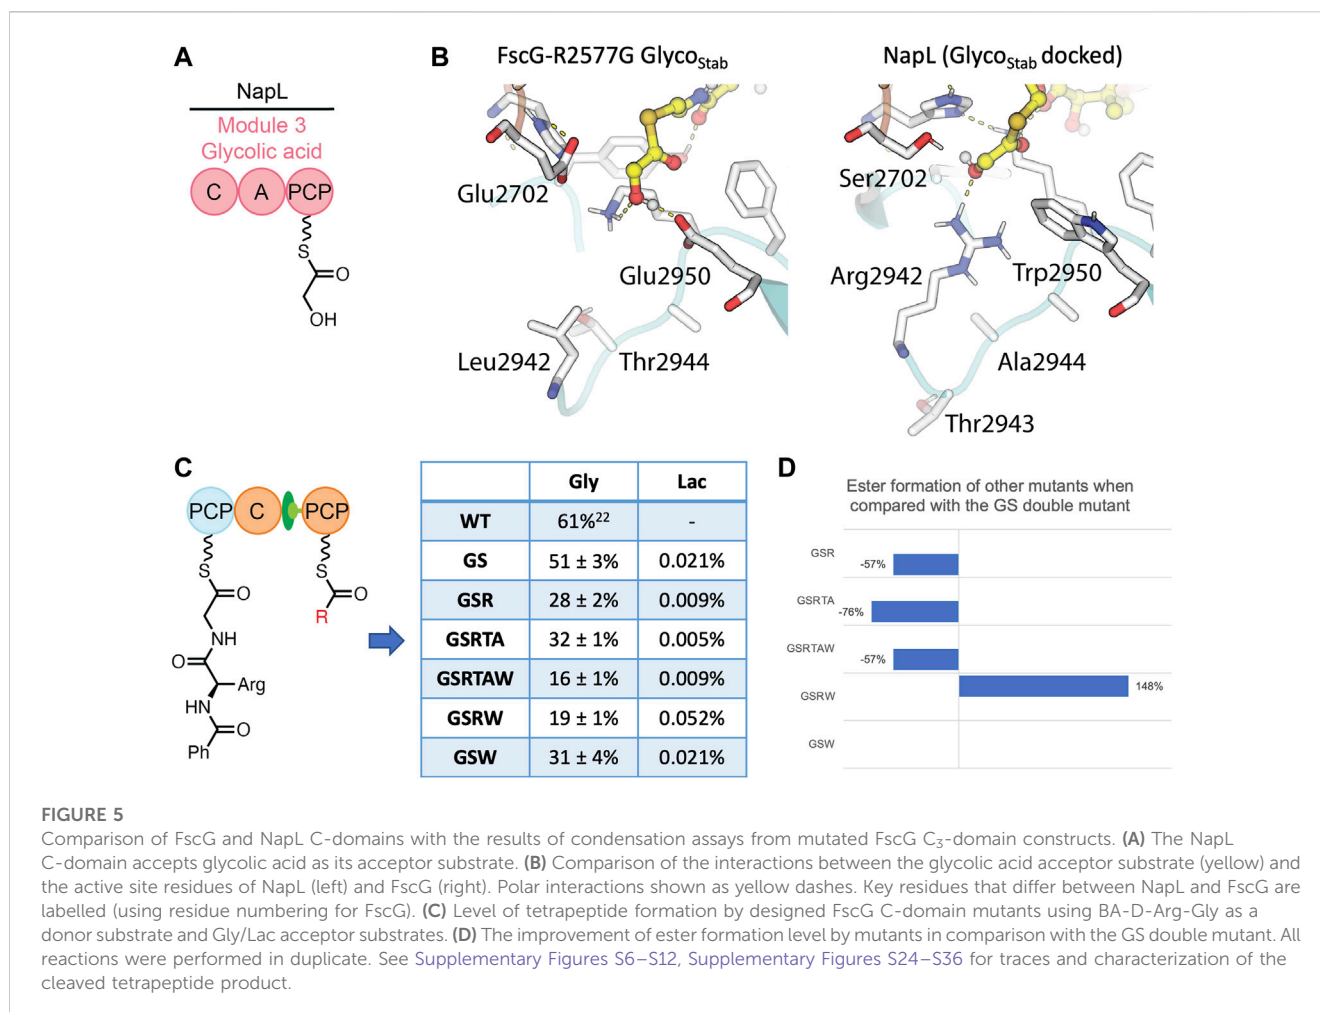 A
NapL
Module 3
Glycolic acid
C
A
PCP
S
O
OH
B
FscG-R2577G GlycoStab
Glu2702
Glu2950
Leu2942
Thr2944
NapL (GlycoStab docked)
Ser2702
Arg2942
Trp2950
Ala2944
Thr2943
C
PCP
C
PCP
S
S
O
O
R
NH
O
Arg
HN
O
Ph
Gly Lac
WT 61%22 -
GS 51 ± 3% 0.021%
GSR 28 ± 2% 0.009%
GSRTA 32 ± 1% 0.005%
GSRTAW 16 ± 1% 0.009%
GSRW 19 ± 1% 0.052%
GSW 31 ± 4% 0.021%
D
Ester formation of other mutants when
compared with the GS double mutant
GSR
-57%
GSRTA
-76%
GSRTAW
-57%
GSRW
148%
GSW
FIGURE 5
Comparison of FscG and NapL C-domains with the results of condensation assays from mutated FscG C3-domain constructs. (A) The NapL
C-domain accepts glycolic acid as its acceptor substrate. (B) Comparison of the interactions between the glycolic acid acceptor substrate (yellow) and
the active site residues of NapL (left) and FscG (right). Polar interactions shown as yellow dashes. Key residues that differ between NapL and FscG are
labelled (using residue numbering for FscG). (C) Level of tetrapeptide formation by designed FscG C-domain mutants using BA-D-Arg-Gly as a
donor substrate and Gly/Lac acceptor substrates. (D) The improvement of ester formation level by mutants in comparison with the GS double mutant. All
reactions were performed in duplicate. See Supplementary Figures S6–S12, Supplementary Figures S24–S36 for traces and characterization of the
cleaved tetrapeptide product.